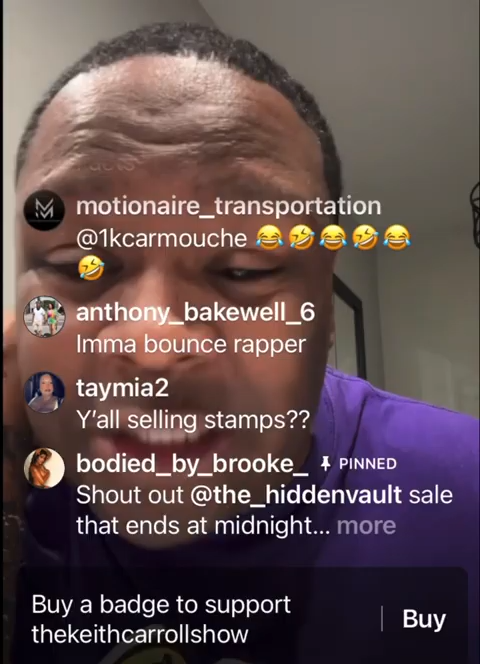 Facts
motionaire_transportation
@1kcarmouche 😂🤣😂🤣😂
🤣
anthony_bakewell_6
Imma bounce rapper
taymia2
Y'all selling stamps??
bodied_by_brooke_ PINNED
Shout out @the_hiddenvault sale
that ends at midnight... more
Buy a badge to support
thekeithcarrollshow
Buy